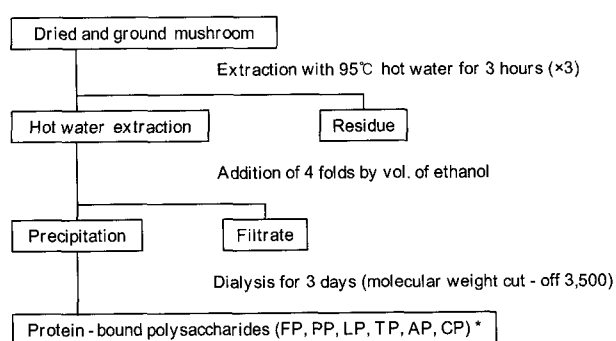 Dried and ground mushroom
Extraction with 95℃ hot water for 3 hours (×3)
Hot water extraction
Residue
Addition of 4 folds by vol. of ethanol
Precipitation
Filtrate
Dialysis for 3 days (molecular weight cut - off 3,500)
Protein - bound polysaccharides (FP, PP, LP, TP, AP, CP) *